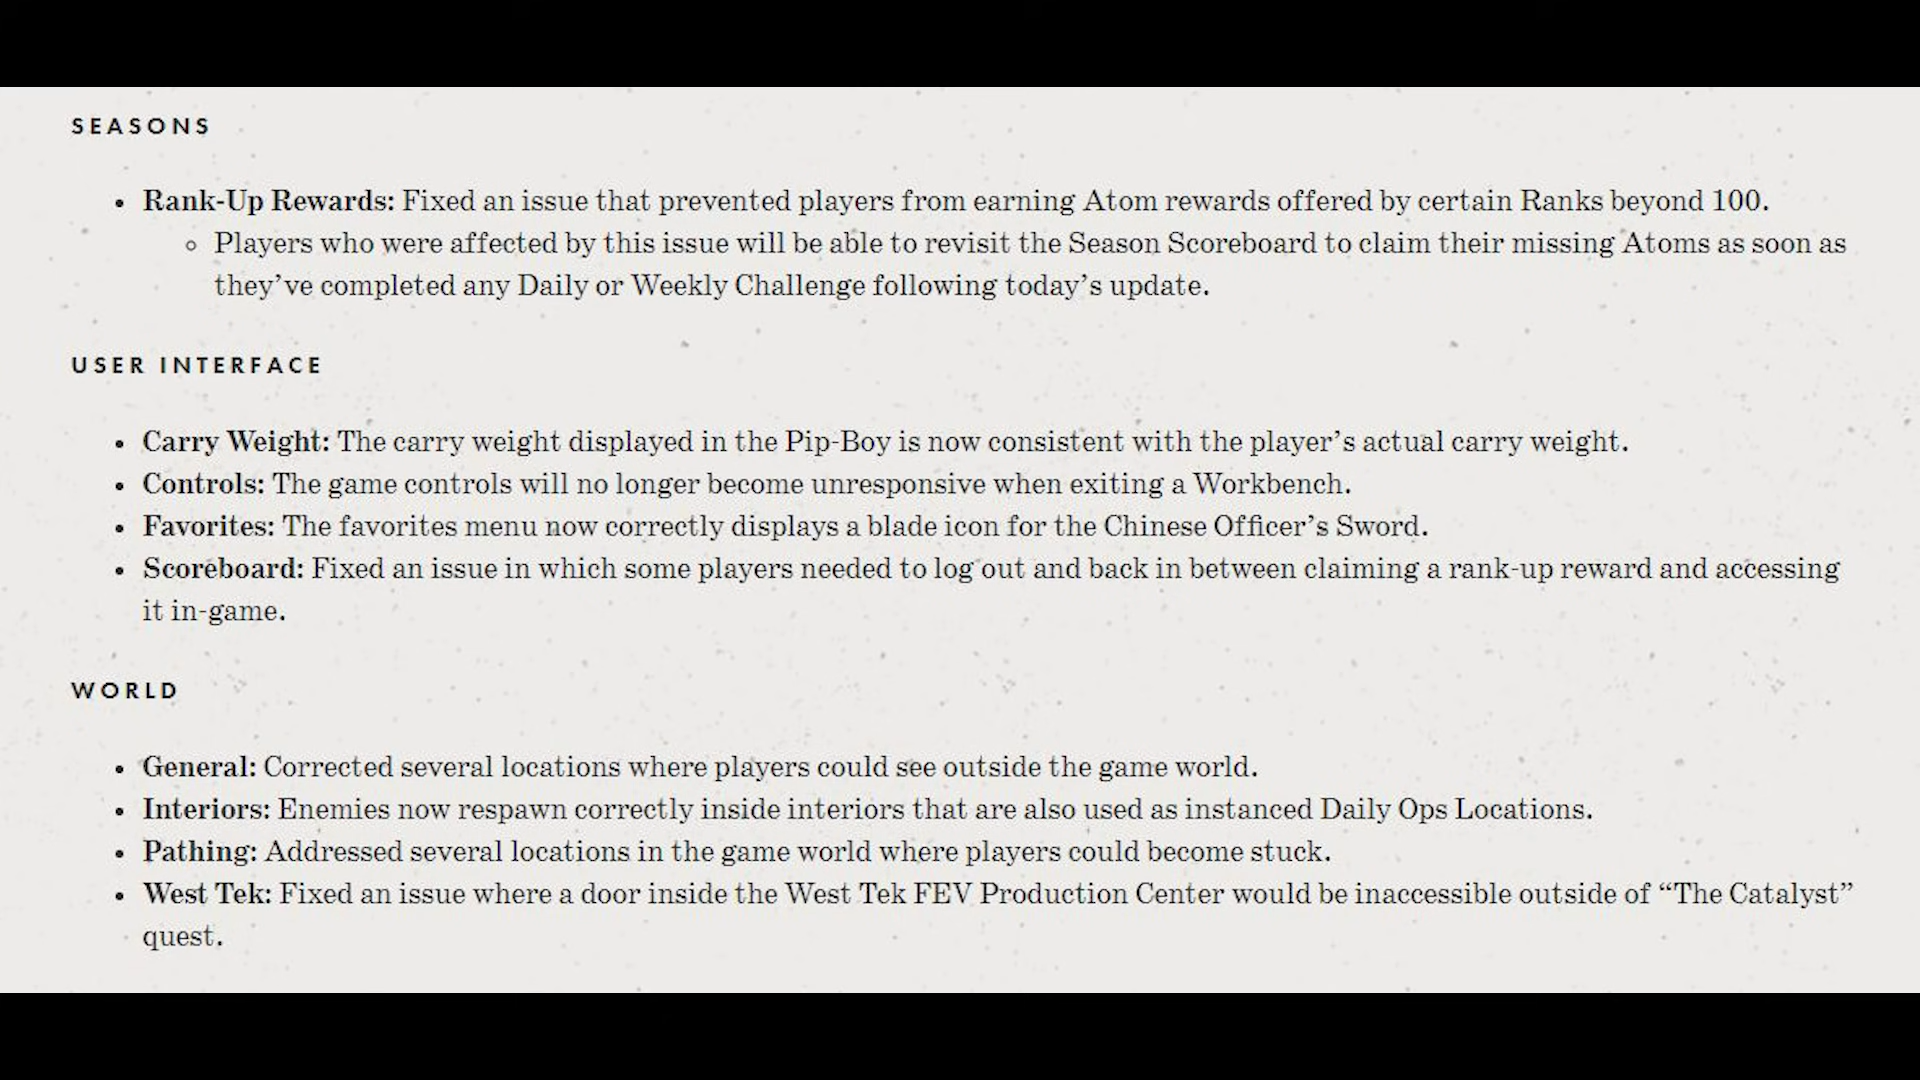 SEASONS
• Rank-Up Rewards: Fixed an issue that prevented players from earning Atom rewards offered by certain Ranks beyond 100.
◦ Players who were affected by this issue will be able to revisit the Season Scoreboard to claim their missing Atoms as soon as
they’ve completed any Daily or Weekly Challenge following today’s update.
USER INTERFACE
• Carry Weight: The carry weight displayed in the Pip-Boy is now consistent with the player’s actual carry weight.
• Controls: The game controls will no longer become unresponsive when exiting a Workbench.
• Favorites: The favorites menu now correctly displays a blade icon for the Chinese Officer’s Sword.
• Scoreboard: Fixed an issue in which some players needed to log out and back in between claiming a rank-up reward and accessing
it in-game.
WORLD
• General: Corrected several locations where players could see outside the game world.
• Interiors: Enemies now respawn correctly inside interiors that are also used as instanced Daily Ops Locations.
• Pathing: Addressed several locations in the game world where players could become stuck.
• West Tek: Fixed an issue where a door inside the West Tek FEV Production Center would be inaccessible outside of “The Catalyst”
quest.